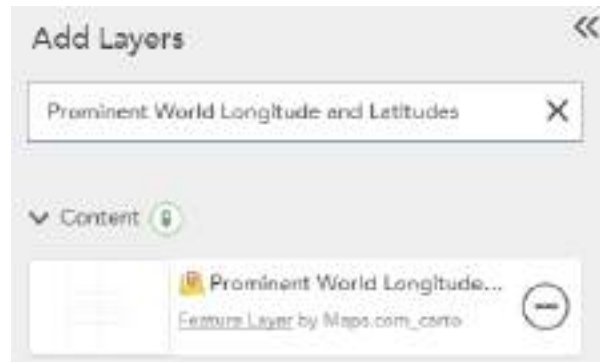 Add Layers
Prominent World Longitude and Latitudes
Content
Prominent World Longitude...
Feature Layer by Maps.com_carto